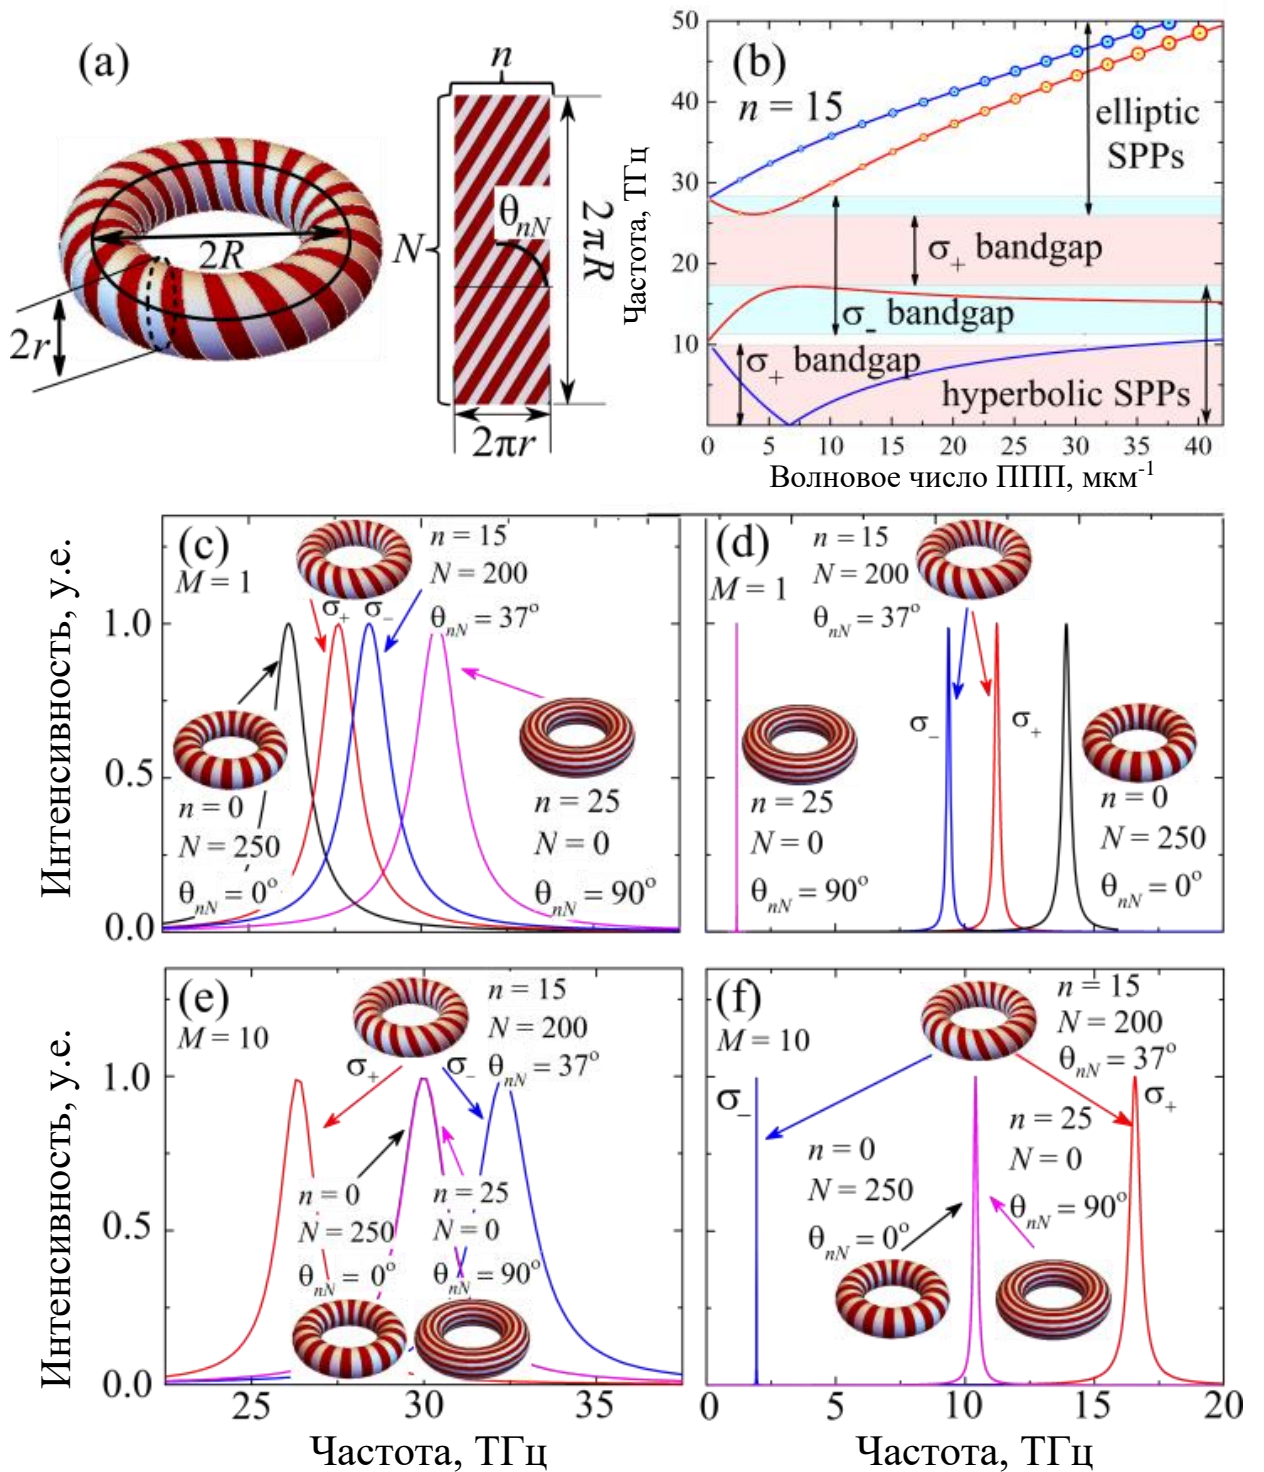 (a)
n
N
θnN
2πR
2R
2r
2πr
(b)
n = 15
elliptic
SPPs
σ+ bandgap
σ- bandgap
σ+ bandgap
hyperbolic SPPs
50
40
30
20
10
0 5 10 15 20 25 30 35 40
Частота, ТГц
Волновое число ППП, мкм-1
(c)
M = 1
n = 15
N = 200
θnN = 37°
σ+ σ-
n = 0
N = 250
θnN = 0°
n = 25
N = 0
θnN = 90°
1.0
0.5
0.0
Интенсивность, у.е.
(d)
M = 1
n = 15
N = 200
θnN = 37°
σ- σ+
n = 25
N = 0
θnN = 90°
n = 0
N = 250
θnN = 0°
(e)
M = 10
n = 15
N = 200
θnN = 37°
σ+ σ-
n = 0
N = 250
θnN = 0°
n = 25
N = 0
θnN = 90°
1.0
0.5
0.0
25 30 35
Интенсивность, у.е.
Частота, ТГц
(f)
M = 10
n = 15
N = 200
θnN = 37°
σ- σ+
n = 0
N = 250
θnN = 0°
n = 25
N = 0
θnN = 90°
0 5 10 15 20
Частота, ТГц